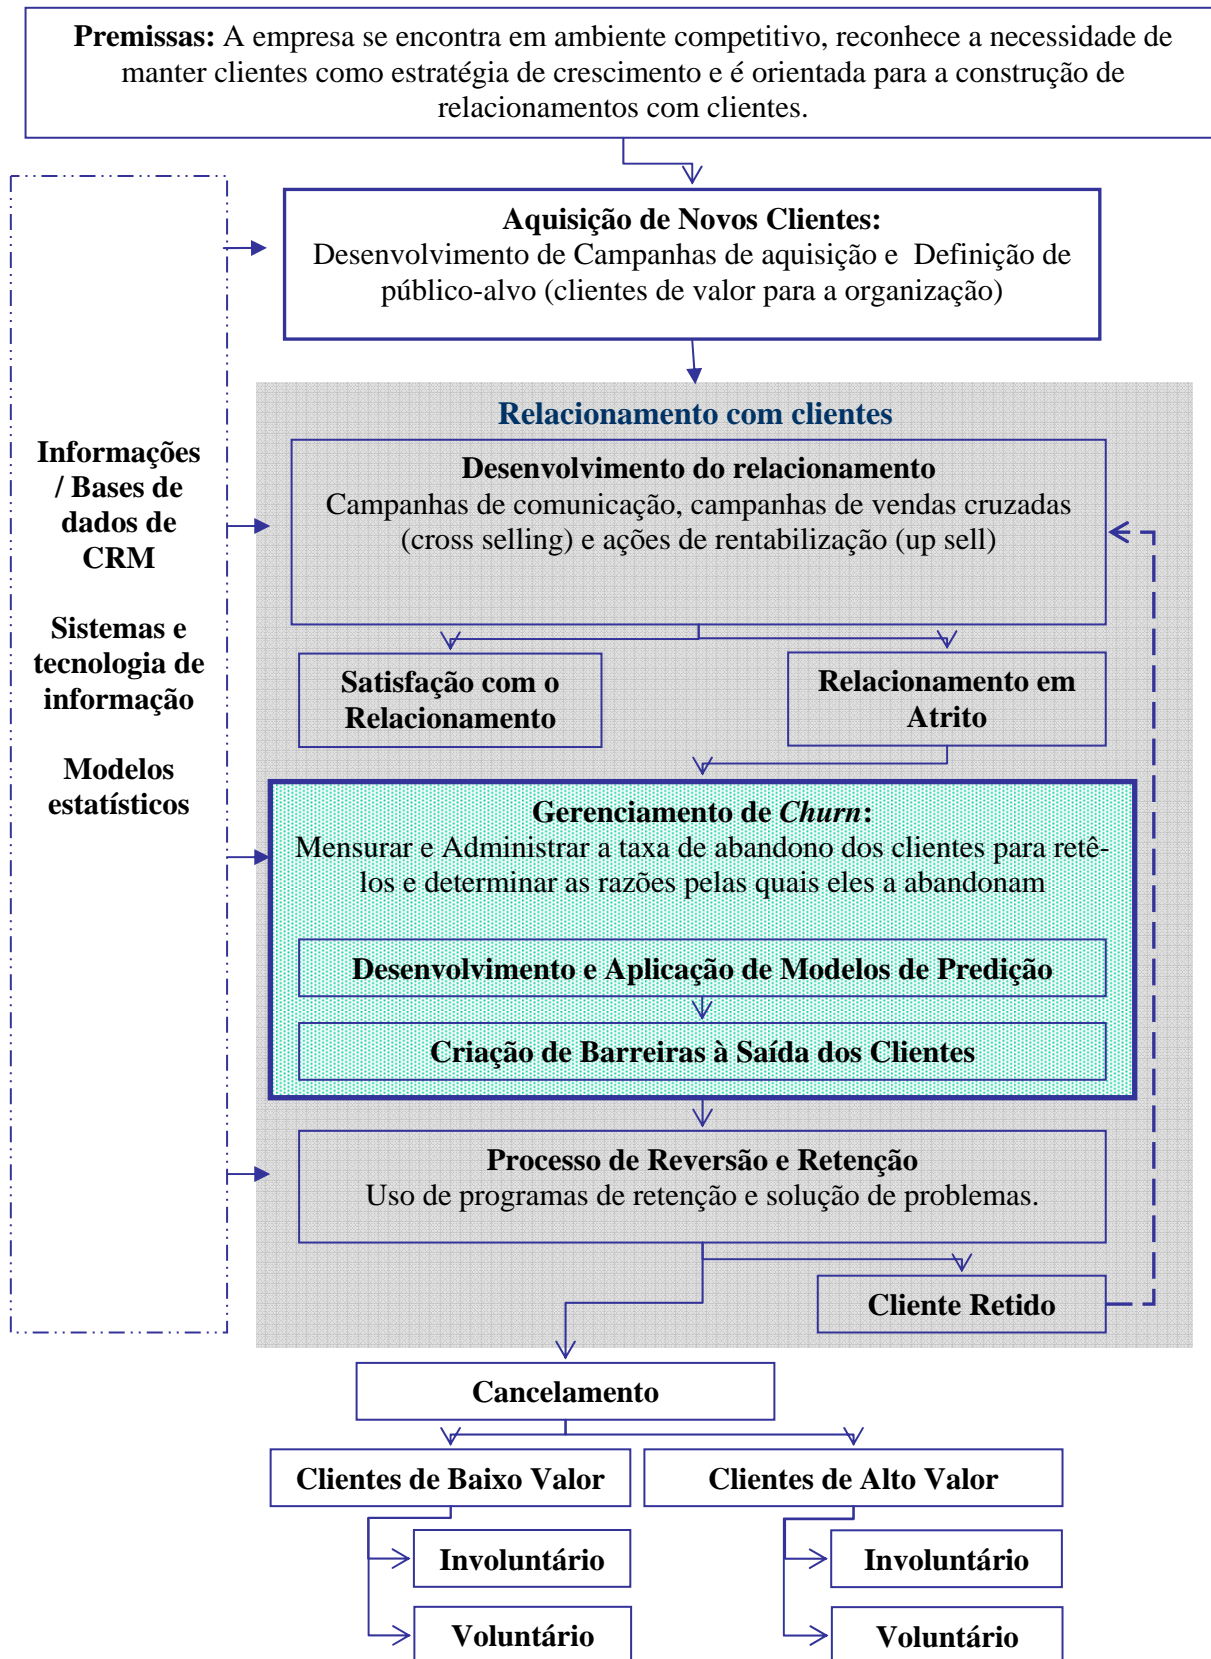 Premissas: A empresa se encontra em ambiente competitivo, reconhece a necessidade de
manter clientes como estratégia de crescimento e é orientada para a construção de
relacionamentos com clientes.
Aquisição de Novos Clientes:
Desenvolvimento de Campanhas de aquisição e Definição de
público-alvo (clientes de valor para a organização)
Informações
/ Bases de
dados de
CRM
Sistemas e
tecnologia de
informação
Modelos
estatísticos
Relacionamento com clientes
Desenvolvimento do relacionamento
Campanhas de comunicação, campanhas de vendas cruzadas
(cross selling) e ações de rentabilização (up sell)
Satisfação com o
Relacionamento
Relacionamento em
Atrito
Gerenciamento de Churn:
Mensurar e Administrar a taxa de abandono dos clientes para retê-
los e determinar as razões pelas quais eles a abandonam
Desenvolvimento e Aplicação de Modelos de Predição
Criação de Barreiras à Saída dos Clientes
Processo de Reversão e Retenção
Uso de programas de retenção e solução de problemas.
Cliente Retido
Cancelamento
Clientes de Baixo Valor
Clientes de Alto Valor
Involuntário
Involuntário
Voluntário
Voluntário